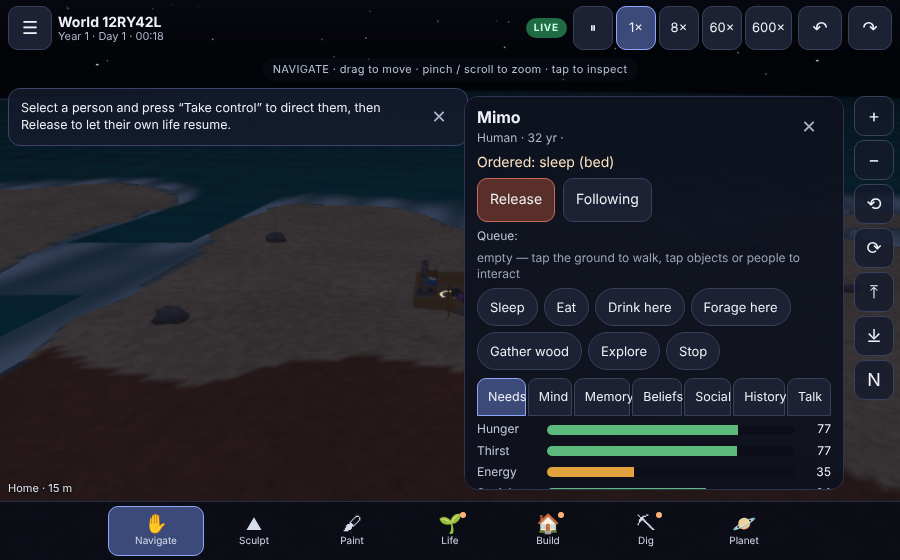 World 12RY42L
Year 1 · Day 1 · 00:18
LIVE
1×
8×
60×
600×
NAVIGATE · drag to move · pinch / scroll to zoom · tap to inspect
Select a person and press “Take control” to direct them, then
Release to let their own life resume.
Mimo
Human · 32 yr ·
Ordered: sleep (bed)
Release
Following
Queue:
empty — tap the ground to walk, tap objects or people to
interact
Sleep
Eat
Drink here
Forage here
Gather wood
Explore
Stop
Needs
Mind
Memory
Beliefs
Social
History
Talk
Hunger 77
Thirst 77
Energy 35
N
Home · 15 m
Navigate
Sculpt
Paint
Life
Build
Dig
Planet